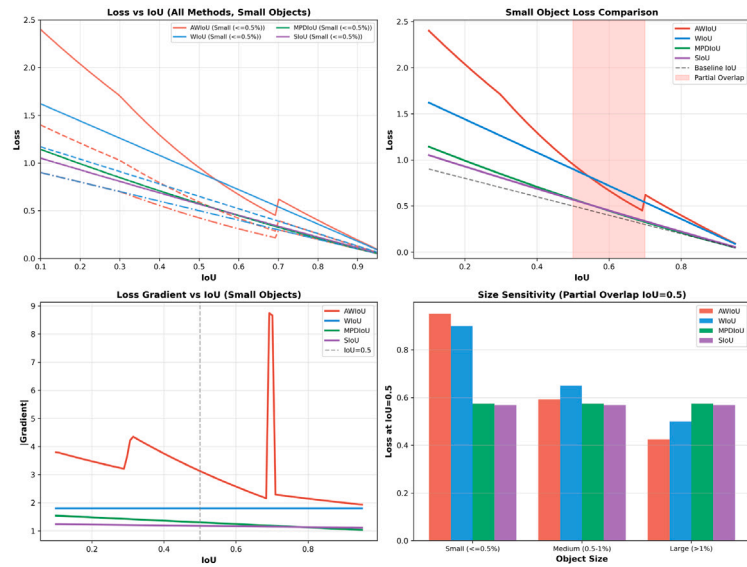 Loss vs IoU (All Methods, Small Objects)
AWIoU (Small (<=0.5%)) MPDIoU (Small (<=0.5%))
WIoU (Small (<=0.5%)) SIoU (Small (<=0.5%))
2.5
2.0
1.5
1.0
0.5
0.0
Loss
0.1 0.2 0.3 0.4 0.5 0.6 0.7 0.8 0.9
IoU
Small Object Loss Comparison
AWIoU
WIoU
MPDIoU
SIoU
Baseline IoU
Partial Overlap
2.5
2.0
1.5
1.0
0.5
0.0
Loss
0.2 0.4 0.6 0.8
IoU
Loss Gradient vs IoU (Small Objects)
AWIoU
WIoU
MPDIoU
SIoU
IoU=0.5
9
8
7
6
5
4
3
2
1
|Gradient|
0.2 0.4 0.6 0.8
IoU
Size Sensitivity (Partial Overlap IoU=0.5)
AWIoU
WIoU
MPDIoU
SIoU
0.8
0.6
0.4
0.2
0.0
Loss at IoU=0.5
Small (<=0.5%) Medium (0.5-1%) Large (>1%)
Object Size